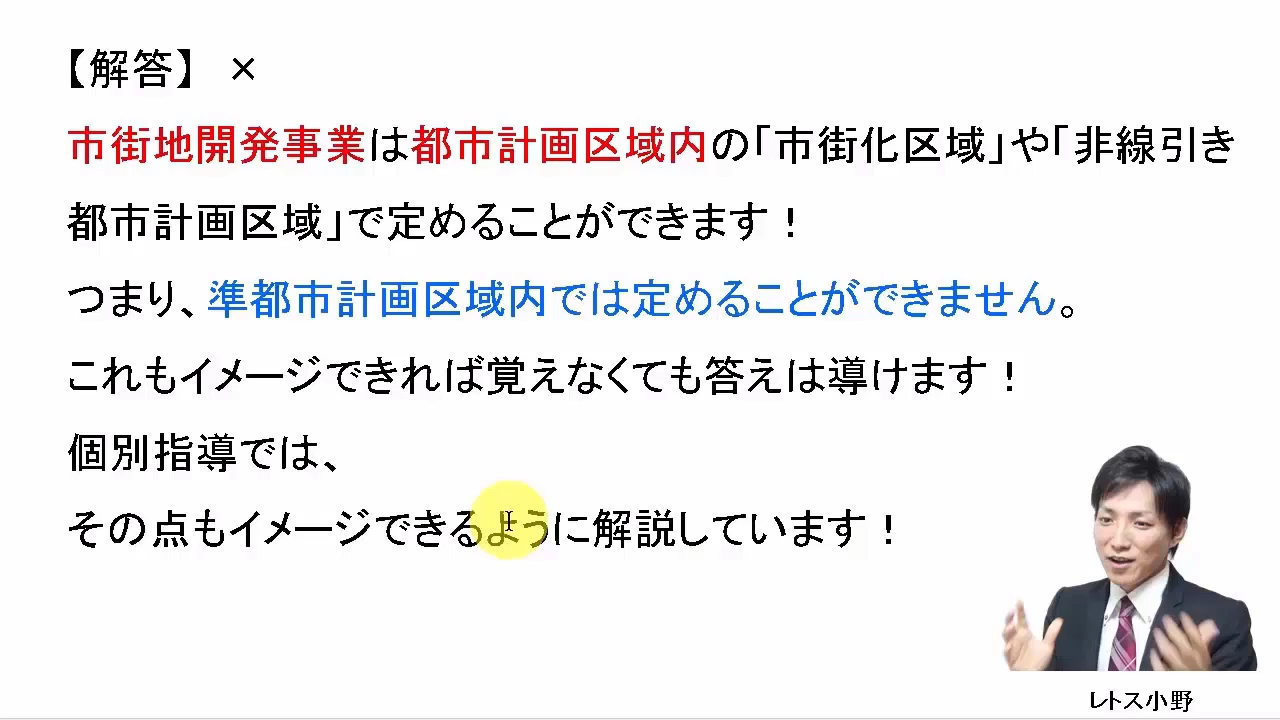 【解答】 ×
市街地開発事業は都市計画区域内の「市街化区域」や「非線引き
都市計画区域」で定めることができます！
つまり、準都市計画区域内では定めることができません。
これもイメージできれば覚えなくても答えは導けます！
個別指導では、
その点もイメージできるように解説しています！
レトス小野